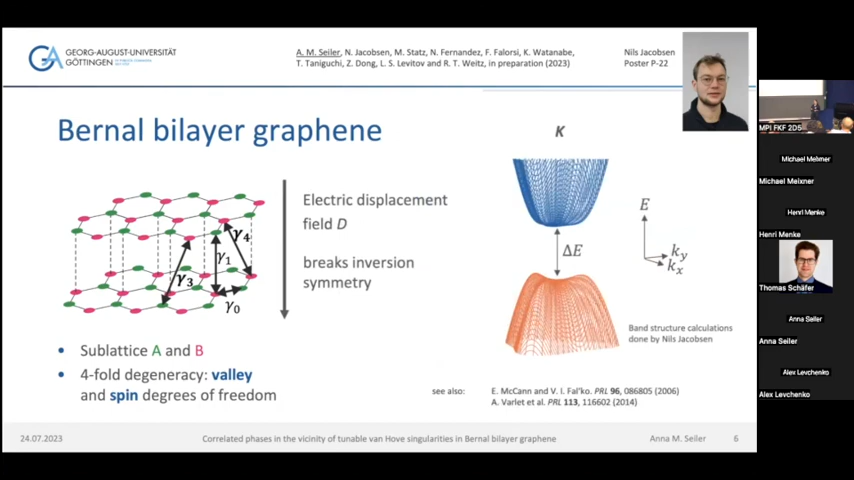 GEORG-AUGUST-UNIVERSITÄT
GÖTTINGEN
A. M. Seiler, N. Jacobsen, M. Statz, N. Fernandez, F. Falorsi, K. Watanabe,
T. Taniguchi, Z. Dong, L. S. Levitov and R. T. Weitz, in preparation (2023)
Nils Jacobsen
Poster P-22
Bernal bilayer graphene
Electric displacement
field D
breaks inversion
symmetry
γ4
γ1
γ3
γ0
• Sublattice A and B
• 4-fold degeneracy: valley
and spin degrees of freedom
K
ΔE
E
ky
kx
Band structure calculations
done by Nils Jacobsen
see also:
E. McCann and V. I. Fal'ko. PRL 96, 086805 (2006)
A. Varlet et al. PRL 113, 116602 (2014)
24.07.2023
Correlated phases in the vicinity of tunable van Hove singularities in Bernal bilayer graphene
Anna M. Seiler
6
MPI FKF 2D5
Michael Meixner
Michael Meixner
Henri Menke
Henri Menke
Thomas Schäfer
Anna Seiler
Anna Seiler
Alex Levchenko
Alex Levchenko